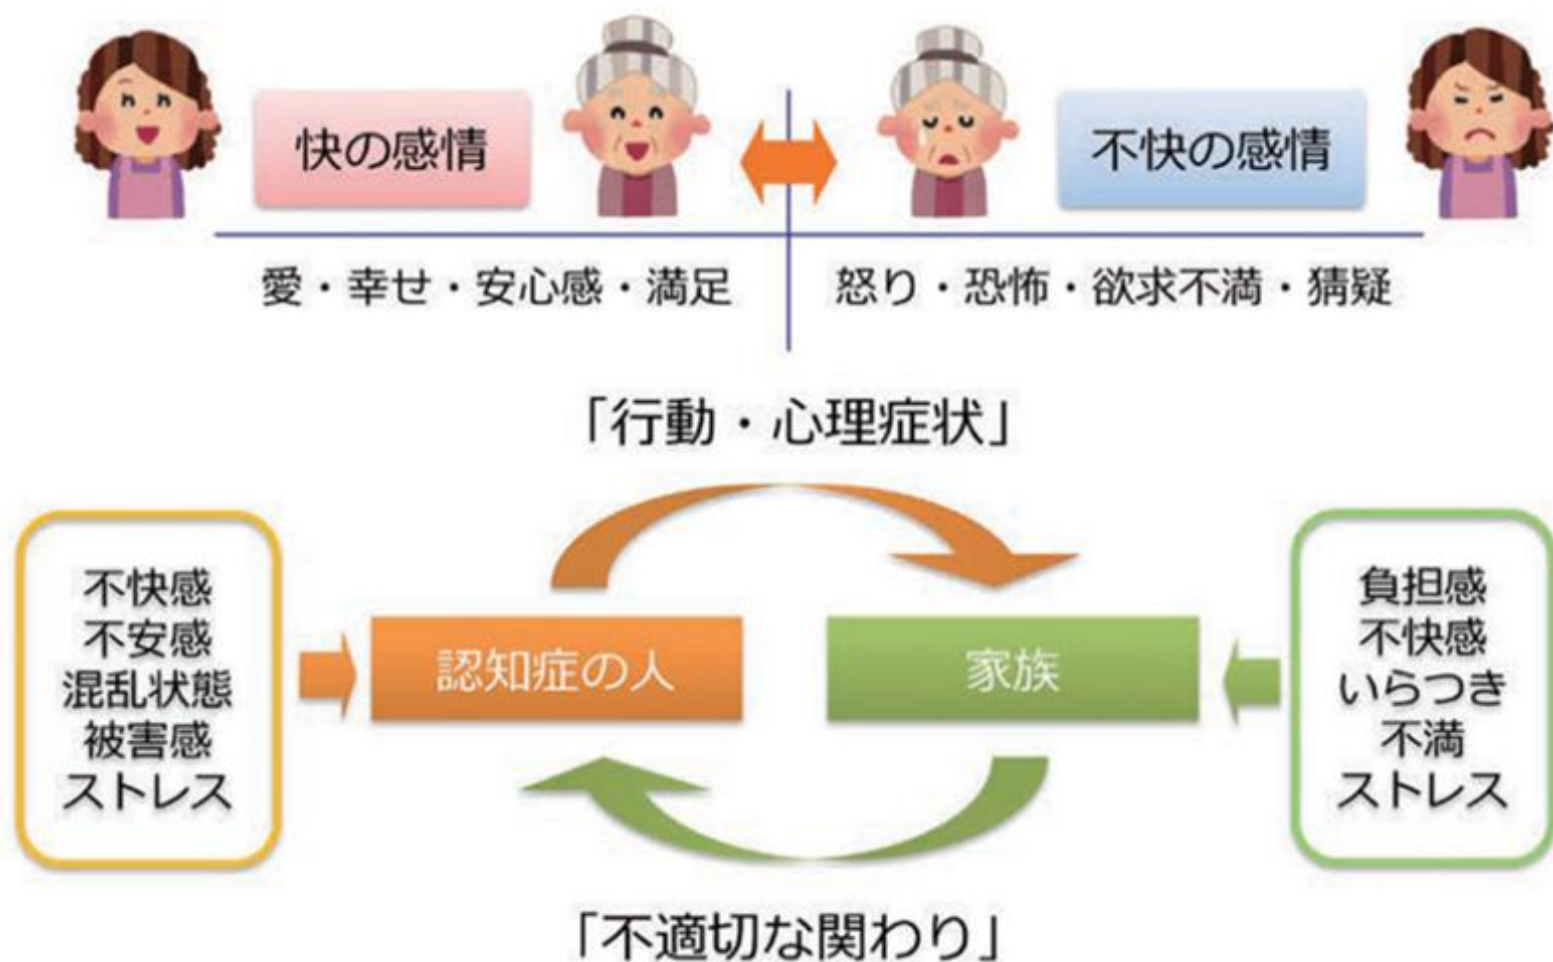 快の感情
不快の感情
愛・幸せ・安心感・満足
怒り・恐怖・欲求不満・猜疑
「行動・心理症状」
不快感
不安感
混乱状態
被害感
ストレス
認知症の人
家族
負担感
不快感
いらつき
不満
ストレス
「不適切な関わり」